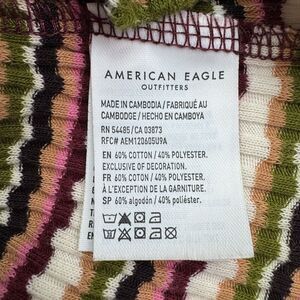 AMERICAN EAGLE
OUTFITTERS
MADE IN CAMBODIA / FABRIQUÉ AU
CAMBODGE / HECHO EN CAMBOYA
RN 54485 / CA 03873
RFC# AEM120605U9A
EN 60% COTTON / 40% POLYESTER.
EXCLUSIVE OF DECORATION.
FR 60% COTON / 40% POLYESTER.
À L'EXCEPTION DE LA GARNITURE.
SP 60% algodón / 40% poliéster.